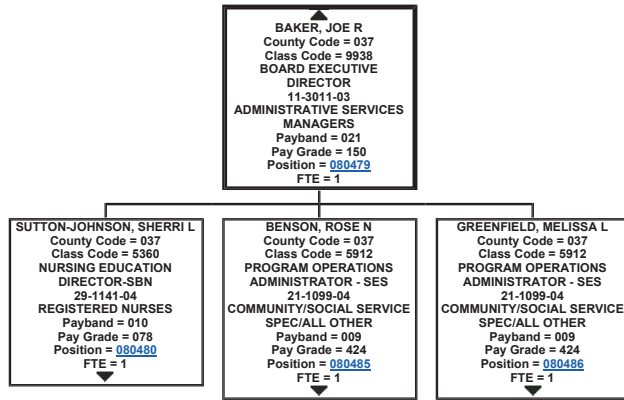 BAKER, JOE R
County Code = 037
Class Code = 9938
BOARD EXECUTIVE
DIRECTOR
11-3011-03
ADMINISTRATIVE SERVICES
MANAGERS
Payband = 021
Pay Grade = 150
Position = 080479
FTE = 1
SUTTON-JOHNSON, SHERRI L
County Code = 037
Class Code = 5360
NURSING EDUCATION
DIRECTOR-SBN
29-1141-04
REGISTERED NURSES
Payband = 010
Pay Grade = 078
Position = 080480
FTE = 1
BENSON, ROSE N
County Code = 037
Class Code = 5912
PROGRAM OPERATIONS
ADMINISTRATOR - SES
21-1099-04
COMMUNITY/SOCIAL SERVICE
SPEC/ALL OTHER
Payband = 009
Pay Grade = 424
Position = 080485
FTE = 1
GREENFIELD, MELISSA L
County Code = 037
Class Code = 5912
PROGRAM OPERATIONS
ADMINISTRATOR - SES
21-1099-04
COMMUNITY/SOCIAL SERVICE
SPEC/ALL OTHER
Payband = 009
Pay Grade = 424
Position = 080486
FTE = 1